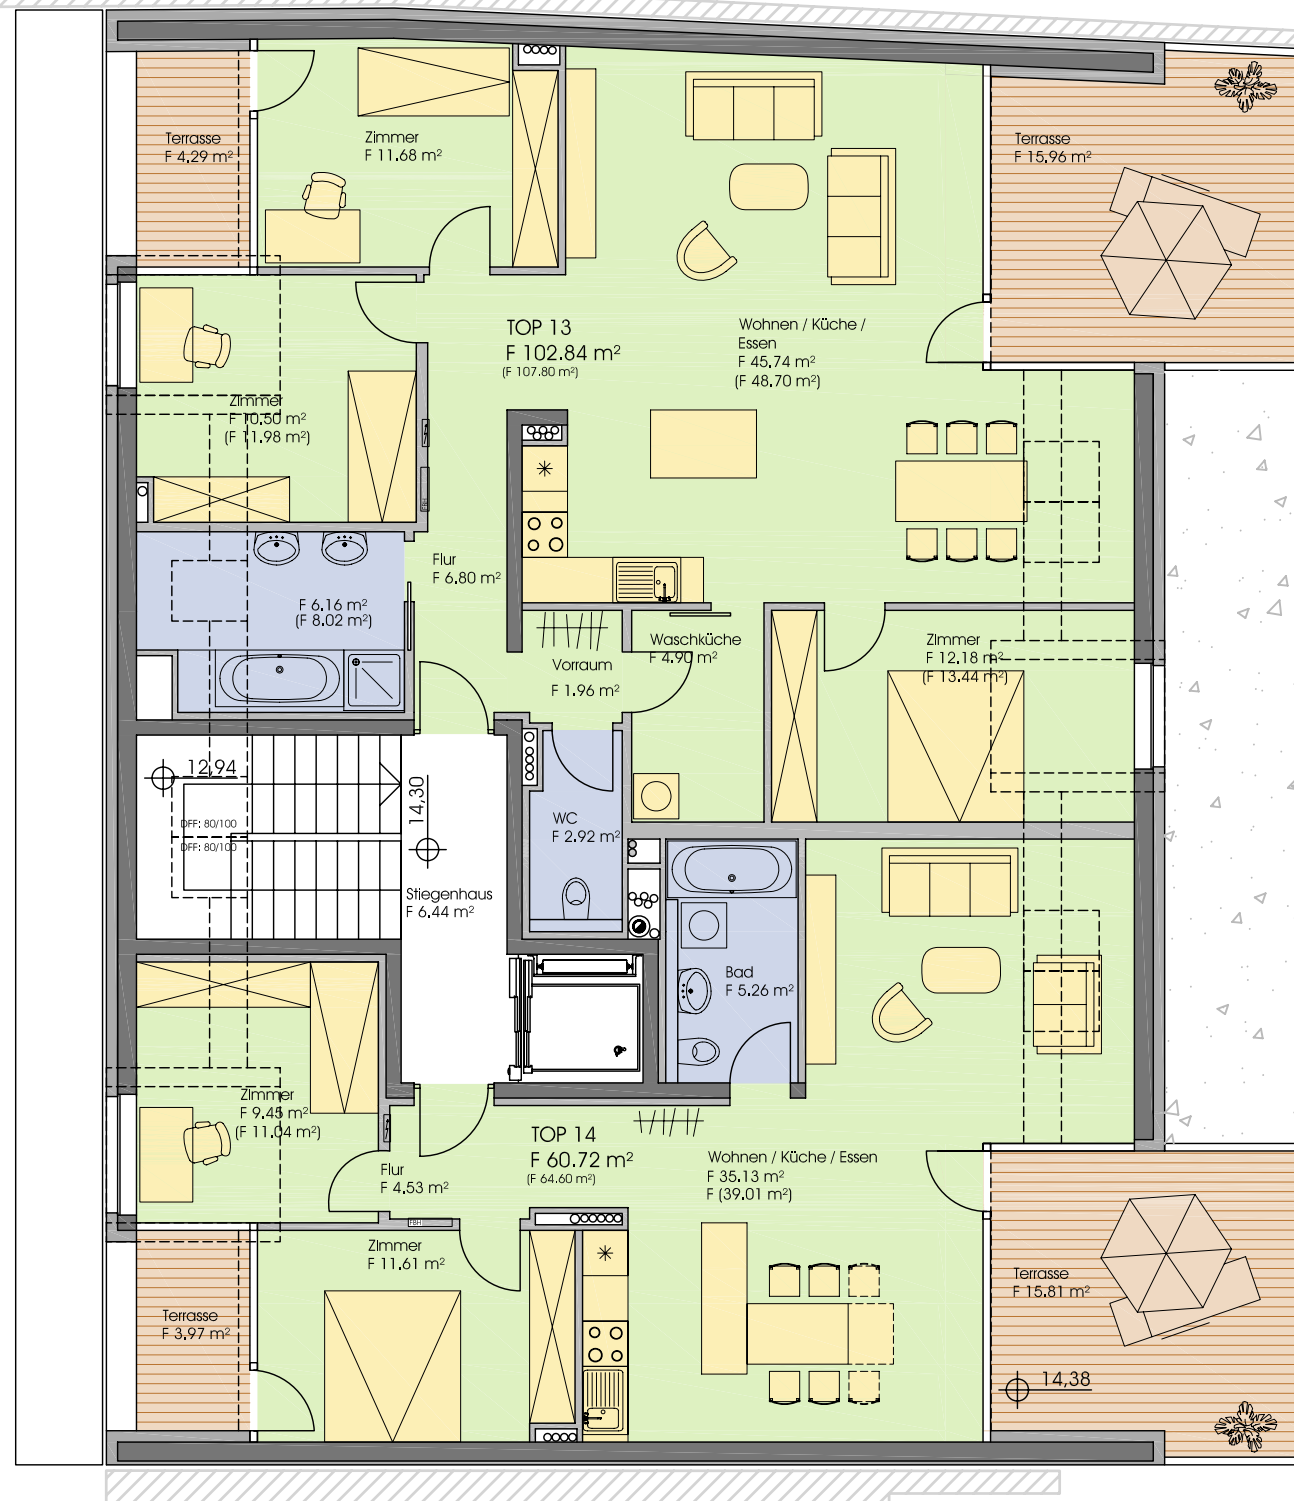 Terrasse
F 4.29 m²
Zimmer
F 11.68 m²
Terrasse
F 15.96 m²
TOP 13
F 102.84 m²
(F 107.80 m²)
Wohnen / Küche /
Essen
F 45.74 m²
(F 48.70 m²)
Zimmer
F 10.50 m²
(F 11.98 m²)
FBH
Flur
F 6.80 m²
F 6.16 m²
(F 8.02 m²)
Waschküche
F 4.90 m²
Vorraum
F 1.96 m²
Zimmer
F 12.18 m²
(F 13.44 m²)
12,94
14,30
DFF: 80/100
DFF: 80/100
WC
F 2.92 m²
Stiegenhaus
F 6.44 m²
Bad
F 5.26 m²
Zimmer
F 9.45 m²
(F 11.04 m²)
TOP 14
F 60.72 m²
(F 64.60 m²)
Wohnen / Küche / Essen
F 35.13 m²
F (39.01 m²)
Flur
F 4.53 m²
FBH
Zimmer
F 11.61 m²
Terrasse
F 3.97 m²
Terrasse
F 15.81 m²
14,38